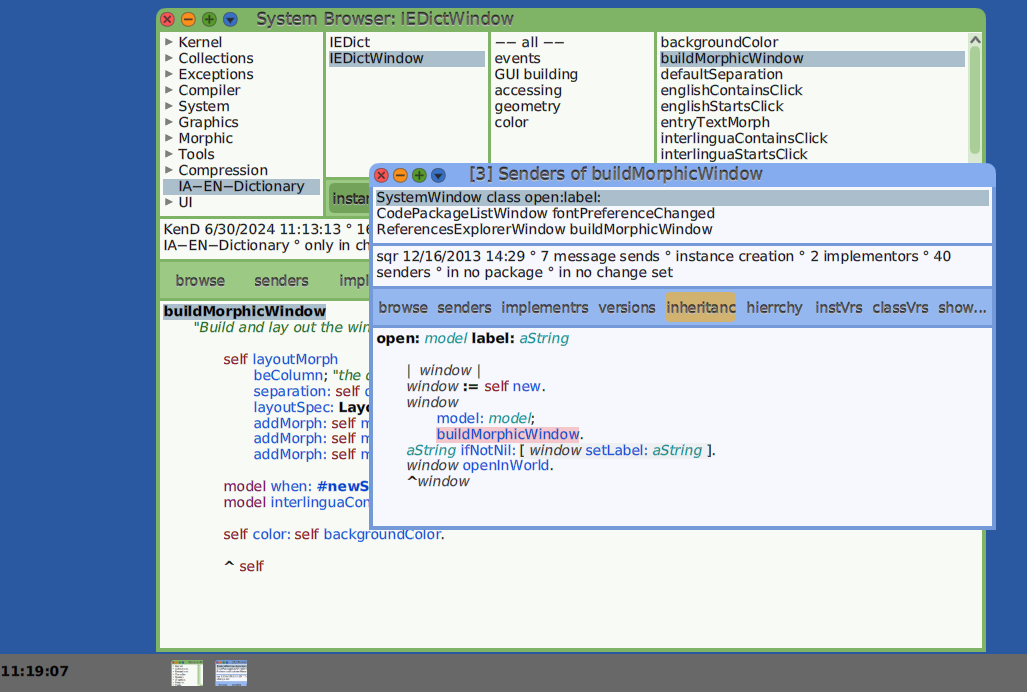 System Browser: IEDictWindow
Kernel
Collections
Exceptions
Compiler
System
Graphics
Morphic
Tools
Compression
IA−EN−Dictionary
UI
IEDict
IEDictWindow
−− all −−
events
GUI building
accessing
geometry
color
backgroundColor
buildMorphicWindow
defaultSeparation
englishContainsClick
englishStartsClick
entryTextMorph
interlinguaContainsClick
interlinguaStartsClick
KenD 6/30/2024 11:13:13 °
IA−EN−Dictionary ° only in
browse senders
buildMorphicWindow
"Build and lay out the
self layoutMorph
beColumn; "the
separation: self
layoutSpec:
addMorph: self
addMorph: self
addMorph: self
model when:
model
self color: self backgroundColor.
^ self
[3] Senders of buildMorphicWindow
SystemWindow class open:label:
CodePackageListWindow fontPreferenceChanged
ReferencesExplorerWindow buildMorphicWindow
sqr 12/16/2013 14:29 ° 7 message sends ° instance creation ° 2 implementors ° 40
senders ° in no package ° in no change set
browse senders implementrs versions inheritanc hierrchy instVrs classVrs show...
open: model label: aString
| window |
window := self new.
window
model: model;
buildMorphicWindow.
aString ifNotNil: [ window setLabel: aString ].
window openInWorld.
^window
11:19:07